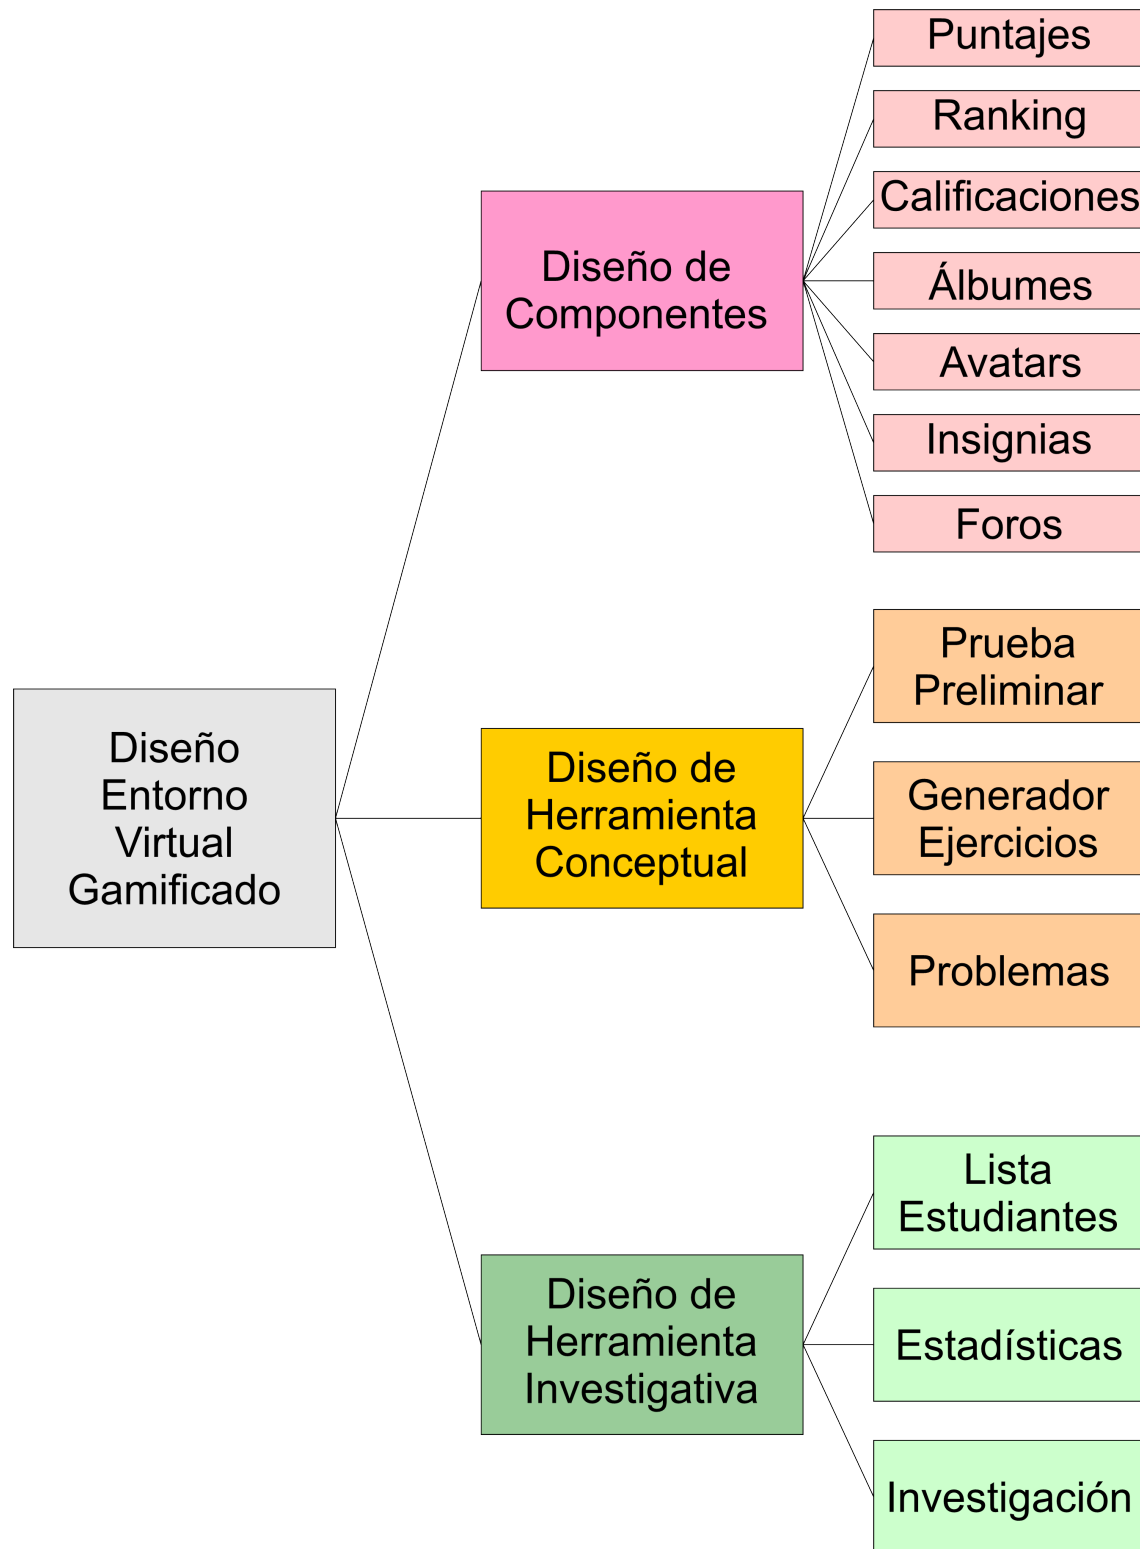 Puntajes
Ranking
Calificaciones
Álbumes
Avatars
Insignias
Foros
Diseño de
Componentes
Prueba
Preliminar
Generador
Ejercicios
Problemas
Diseño de
Herramienta
Conceptual
Diseño
Entorno
Virtual
Gamificado
Lista
Estudiantes
Estadísticas
Investigación
Diseño de
Herramienta
Investigativa